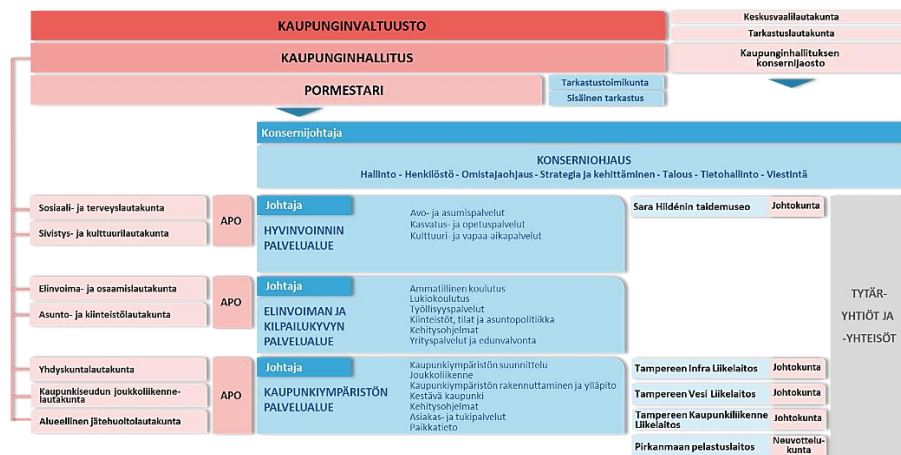 KAUPUNGINVALTUUSTO
Keskusvaalilautakunta
Tarkastuslautakunta
KAUPUNGINHALLITUS
Kaupunginhallituksen
konsernijaosto
PORMESTARI
Tarkastustoimikunta
Sisäinen tarkastus
Konsernijohtaja
KONSERNIOHJAUS
Hallinto - Henkilöstö - Omistajaohjaus - Strategia ja kehittäminen - Talous - Tietohallinto - Viestintä
Sosiaali- ja terveyslautakunta
Sivistys- ja kulttuurilautakunta
APO
Johtaja
HYVINVOINNIN
PALVELUALUE
Avo- ja asumispalvelut
Kasvatus- ja opetuspalvelut
Kulttuuri- ja vapaa aikapalvelut
Sara Hildénin taidemuseo
Johtokunta
Elinvoima- ja osaamislautakunta
Asunto- ja kiinteistölautakunta
APO
Johtaja
ELINVOIMAN JA
KILPAILUKYVYN
PALVELUALUE
Ammatillinen koulutus
Lukiokoulutus
Työllisyyspalvelut
Kiinteistöt, tilat ja asuntopolitiikka
Kehitysohjelmat
Yrityspalvelut ja edunvalvonta
TYTÄR-
YHTIÖT JA
-YHTEISÖT
Yhdyskuntalautakunta
Kaupunkiseudun joukkoliikenne-
lautakunta
Alueellinen jätehuoltolautakunta
APO
Johtaja
KAUPUNKIYMPÄRISTÖN
PALVELUALUE
Kaupunkiympäristön suunnittelu
Joukkoliikenne
Kaupunkiympäristön rakennuttaminen ja ylläpito
Kestävä kaupunki
Kehitysohjelmat
Asiakas- ja tukipalvelut
Paikkatieto
Tampereen Infra Liikelaitos
Johtokunta
Tampereen Vesi Liikelaitos
Johtokunta
Tampereen Kaupunkiliikenne
Liikelaitos
Johtokunta
Pirkanmaan pelastuslaitos
Neuvottelu-
kunta